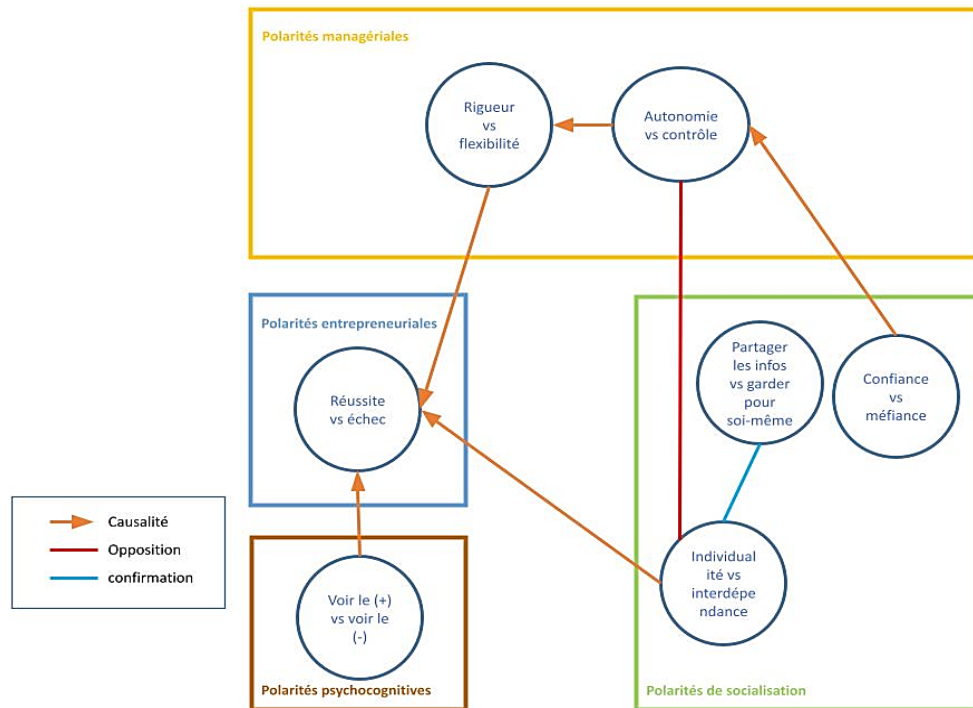 Polarités managériales
Rigueur
vs
flexibilité
Autonomie
vs contrôle
Polarités entrepreneuriales
Réussite
vs échec
Partager
les infos
vs garder
pour
soi-même
Confiance
vs
méfiance
Causalité
Opposition
confirmation
Voir le (+)
vs voir le
(-)
Polarités psychocognitives
Individual
ité vs
interdépe
ndance
Polarités de socialisation